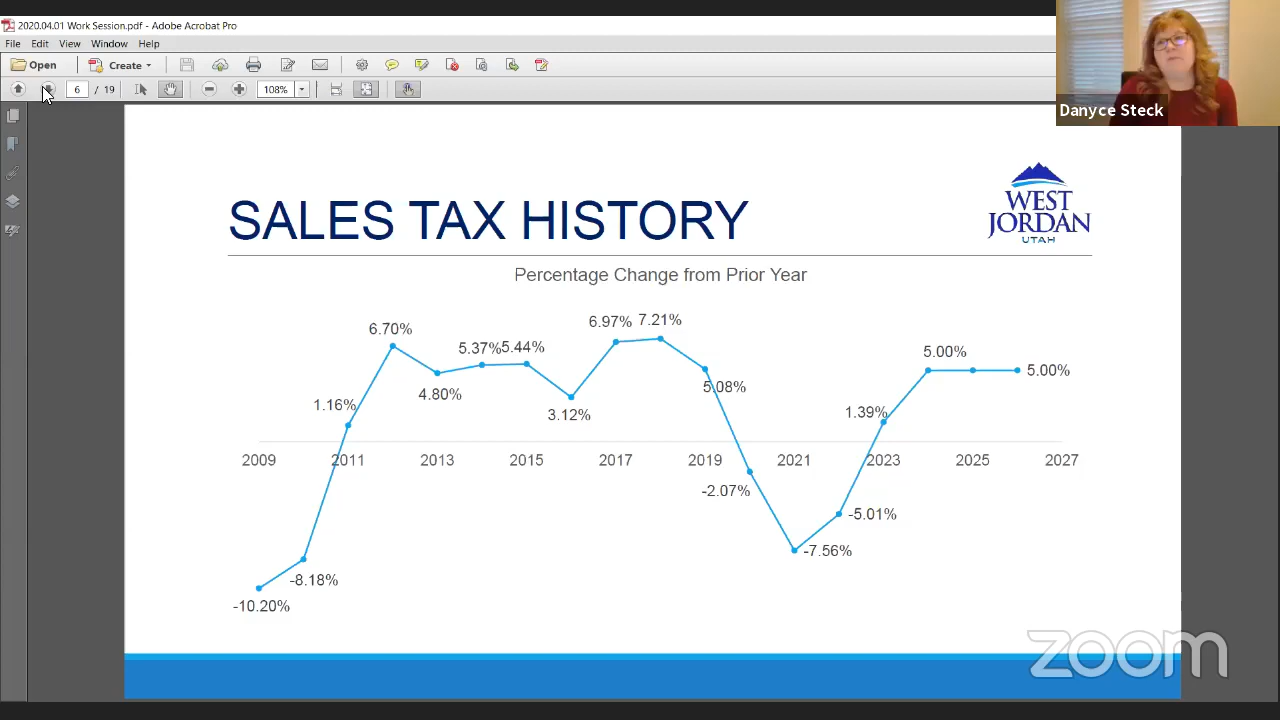 2020.04.01 Work Session.pdf - Adobe Acrobat Pro
File Edit View Window Help
Open Create
6 / 19 108%
Danyce Steck
SALES TAX HISTORY
WEST
JORDAN
UTAH
Percentage Change from Prior Year
6.97% 7.21%
6.70%
5.37% 5.44%
5.00%
5.00%
5.08%
4.80%
1.16%
1.39%
3.12%
2009 2011 2013 2015 2017 2019 2021 2023 2025 2027
-2.07%
-5.01%
-7.56%
-8.18%
-10.20%
zoom